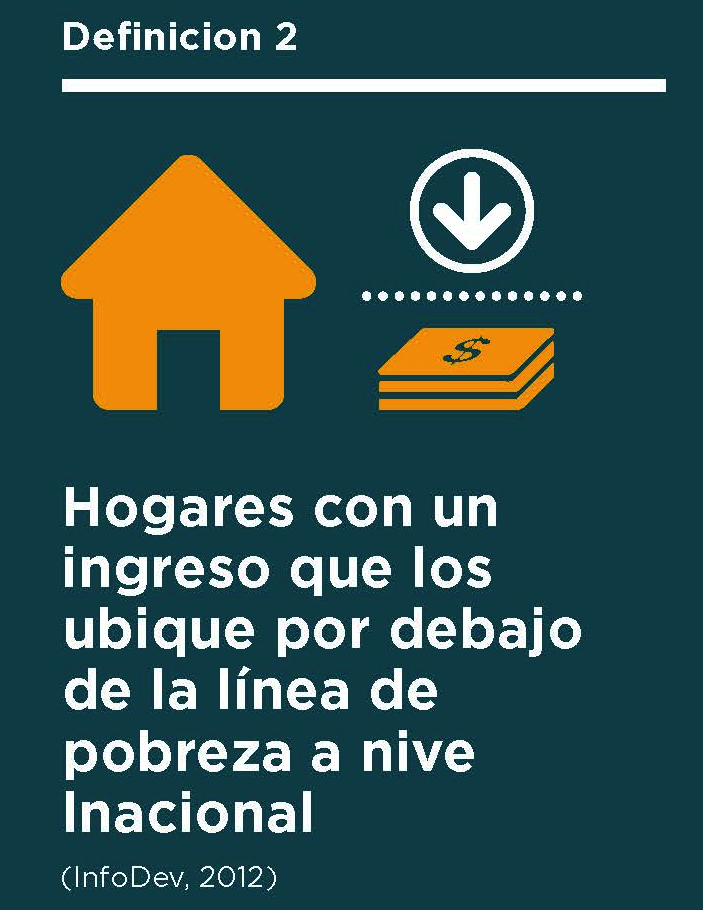 Definicion 2
$
Hogares con un
ingreso que los
ubique por debajo
de la línea de
pobreza a nive
lnacional
(InfoDev, 2012)